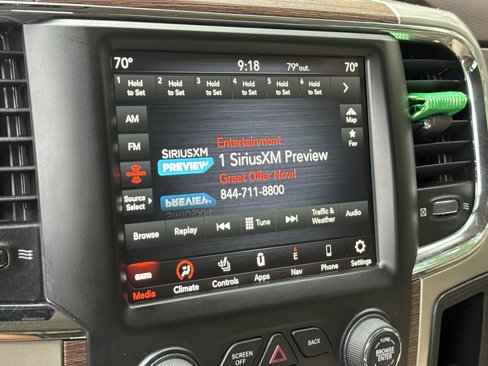 70° 9:18 79°out. 70°
1 Hold to Set 2 Hold to Set 3 Hold to Set 4 Hold to Set 5 Hold to Set 6 Hold to Set
AM
Map
FM
Fav
Entertainment
SIRIUSXM
1 SiriusXM Preview
PREVIEW
Great Offer Now!
844-711-8800
Source Select
Browse Replay Tune Traffic & Weather Audio
sxm
Media Climate Controls Apps E Nav Phone Settings
SCREEN OFF
BACK
TUNE
BROWSE
ENTER